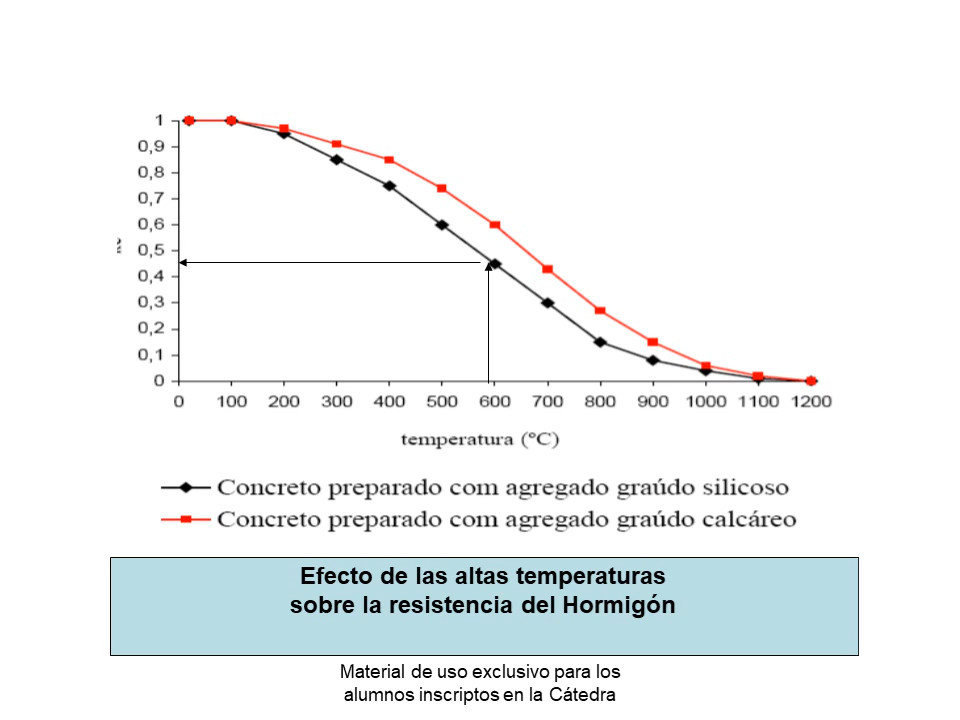 1
0,9
0,8
0,7
0,6
0,5
0,4
0,3
0,2
0,1
0
0 100 200 300 400 500 600 700 800 900 1000 1100 1200
temperatura (ºC)
Concreto preparado com agregado graúdo silicoso
Concreto preparado com agregado graúdo calcáreo
Efecto de las altas temperaturas
sobre la resistencia del Hormigón
Material de uso exclusivo para los
alumnos inscriptos en la Cátedra